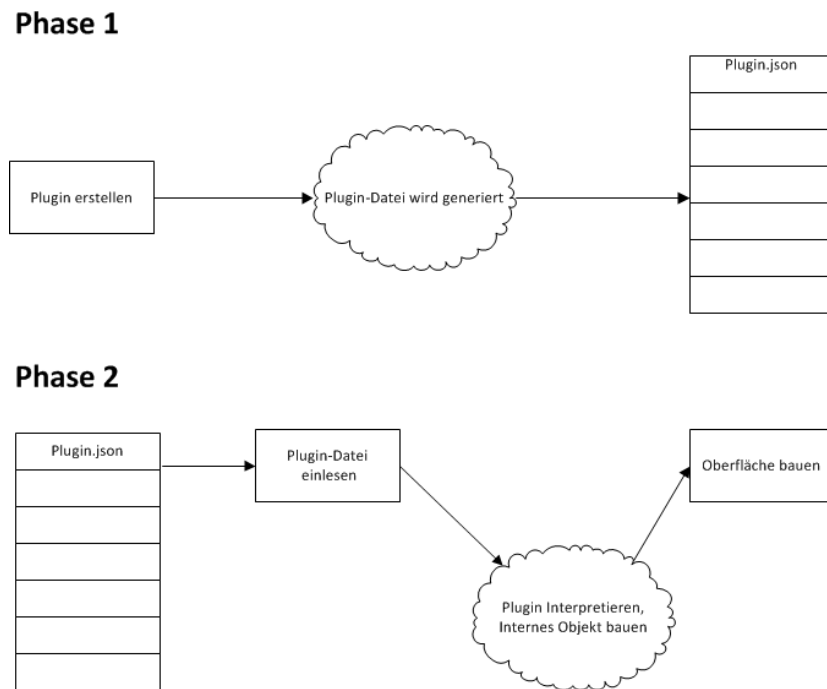 Phase 1
Plugin.json
Plugin erstellen
Plugin-Datei wird generiert
Phase 2
Plugin.json
Plugin-Datei
einlesen
Oberfläche bauen
Plugin Interpretieren,
Internes Objekt bauen